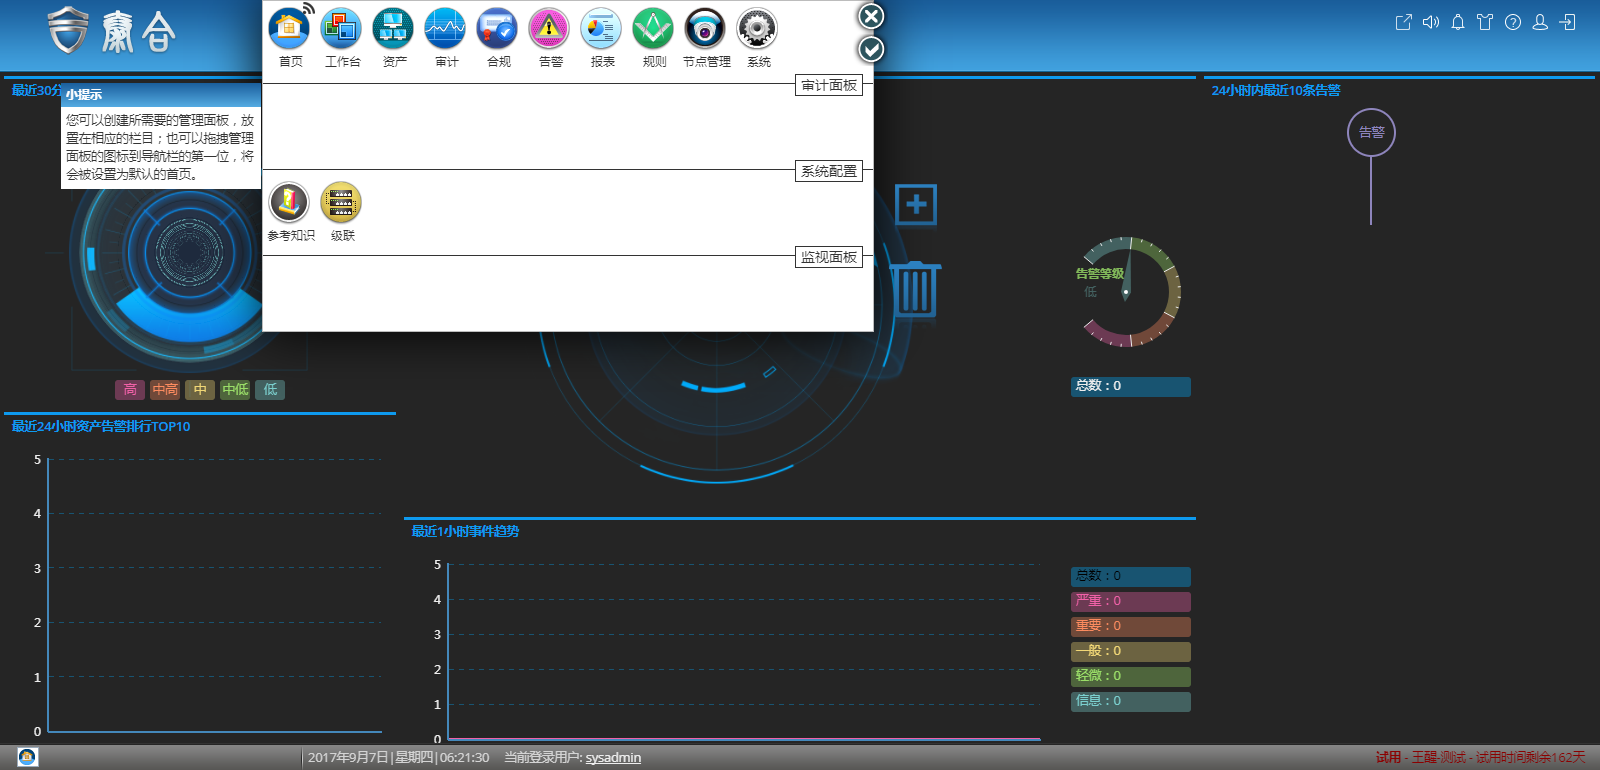 泰合
首页 工作台 资产 审计 合规 告警 报表 规则 节点管理 系统
审计面板
系统配置
参考知识 级联
监视面板
最近30分
小提示
您可以创建所需要的管理面板，放
置在相应的栏目；也可以拖拽管理
面板的图标到导航栏的第一位，将
会被设置为默认的首页。
高 中高 中 中低 低
最近24小时资产告警排行TOP10
5
4
3
2
1
0
告警等级
低
总数：0
最近1小时事件趋势
5
4
3
2
1
0
总数：0
严重：0
重要：0
一般：0
轻微：0
信息：0
24小时内最近10条告警
告警
2017年9月7日|星期四|06:21:30 当前登录用户: sysadmin
试用 - 王醒-测试 - 试用时间剩余162天